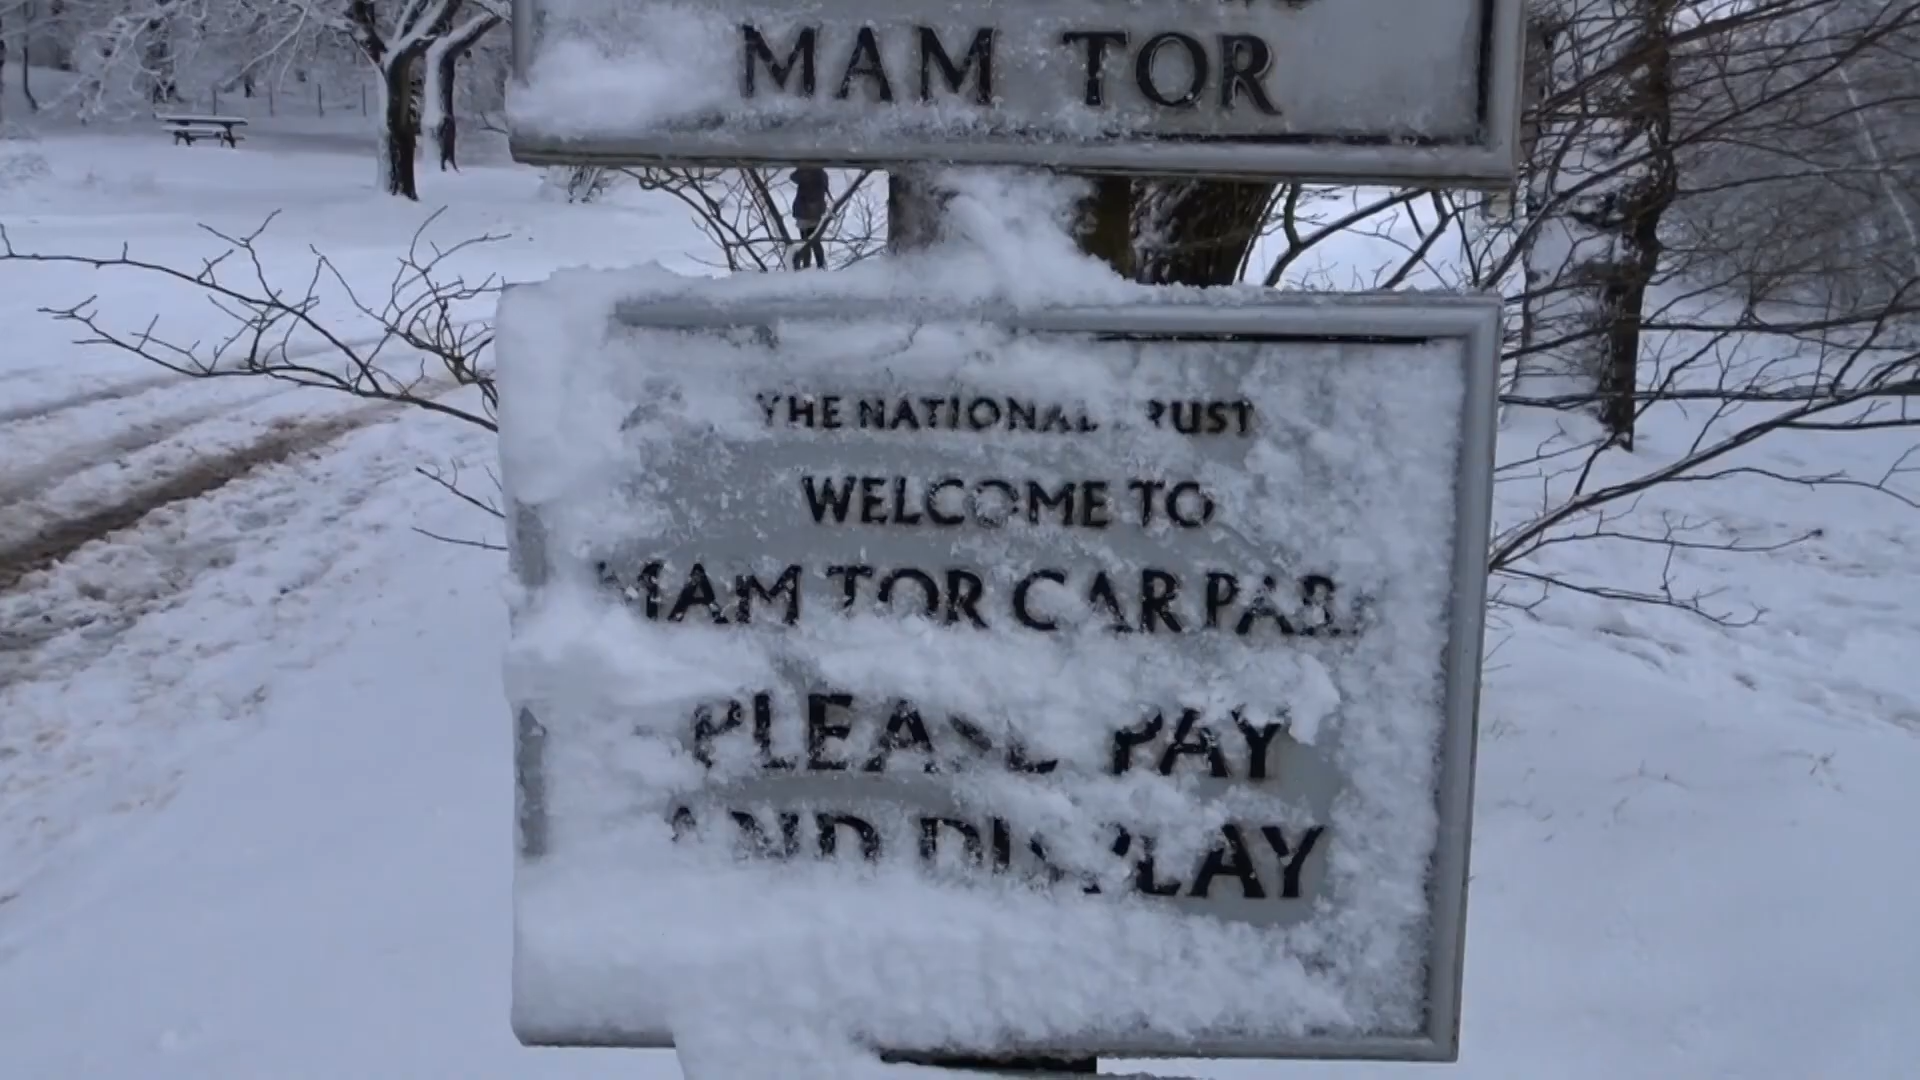 MAM TOR
THE NATIONAL TRUST
WELCOME TO
MAM TOR CAR PARK
PLEASE PAY
AND DISPLAY